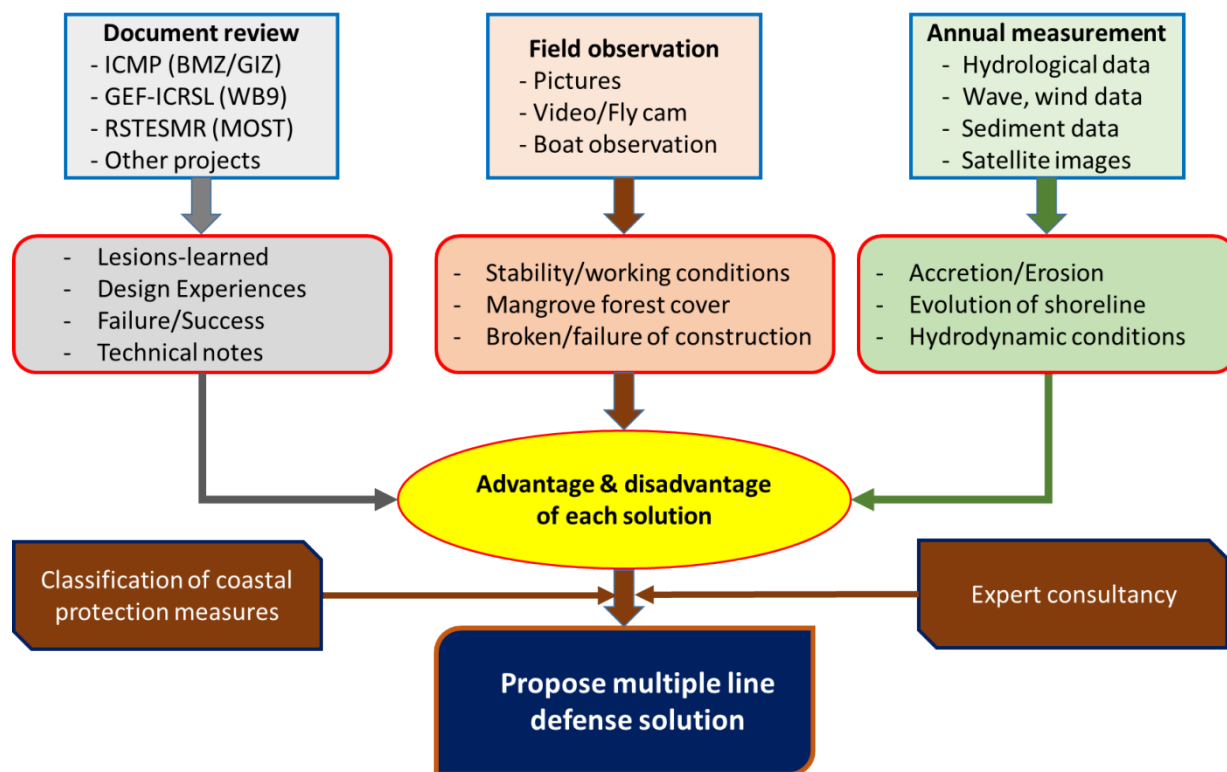 Document review
- ICMP (BMZ/GIZ)
- GEF-ICRSL (WB9)
- RSTESMR (MOST)
- Other projects
Field observation
- Pictures
- Video/Fly cam
- Boat observation
Annual measurement
- Hydrological data
- Wave, wind data
- Sediment data
- Satellite images
- Lesions-learned
- Design Experiences
- Failure/Success
- Technical notes
- Stability/working conditions
- Mangrove forest cover
- Broken/failure of construction
- Accretion/Erosion
- Evolution of shoreline
- Hydrodynamic conditions
Advantage & disadvantage
of each solution
Classification of coastal
protection measures
Expert consultancy
Propose multiple line
defense solution